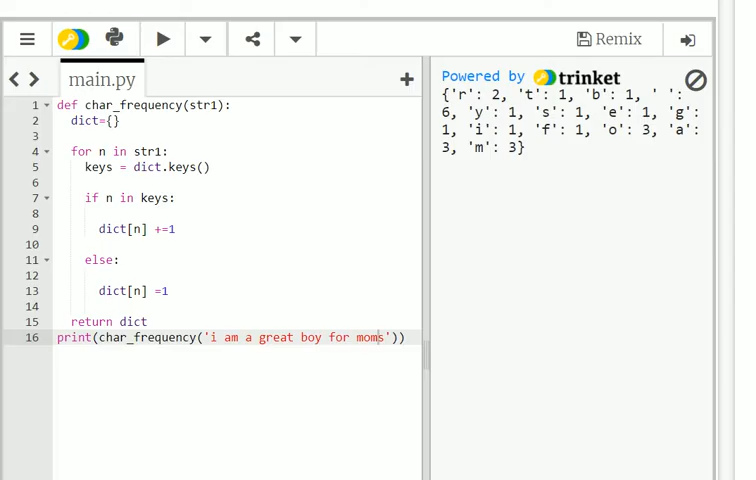 Remix
main.py
Powered by trinket
1 def char_frequency(str1):
2 dict={}
3
4 for n in str1:
5 keys = dict.keys()
6
7 if n in keys:
8
9 dict[n] +=1
10
11 else:
12
13 dict[n] =1
14
15 return dict
16 print(char_frequency('i am a great boy for moms'))
{'r': 2, 't': 1, 'b': 1, ' ':
6, 'y': 1, 's': 1, 'e': 1, 'g':
1, 'i': 1, 'f': 1, 'o': 3, 'a':
3, 'm': 3}